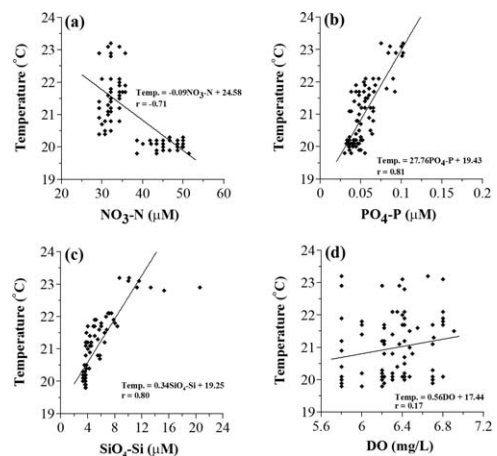 (a)
24
23
22
21
20
19
Temperature (°C)
Temp. = -0.09NO3-N + 24.58
r = -0.71
20 30 40 50 60
NO3-N (µM)
(b)
24
23
22
21
20
19
Temperature (°C)
Temp. = 27.76PO4-P + 19.43
r = 0.81
0 0.05 0.1 0.15 0.2
PO4-P (µM)
(c)
24
23
22
21
20
19
18
Temperature (°C)
Temp. = 0.34SiO4-Si + 19.25
r = 0.80
0 4 8 12 16 20 24
SiO4-Si (µM)
(d)
24
23
22
21
20
19
Temperature (°C)
Temp. = 0.56DO + 17.44
r = 0.17
5.6 6 6.4 6.8 7.2
DO (mg/L)